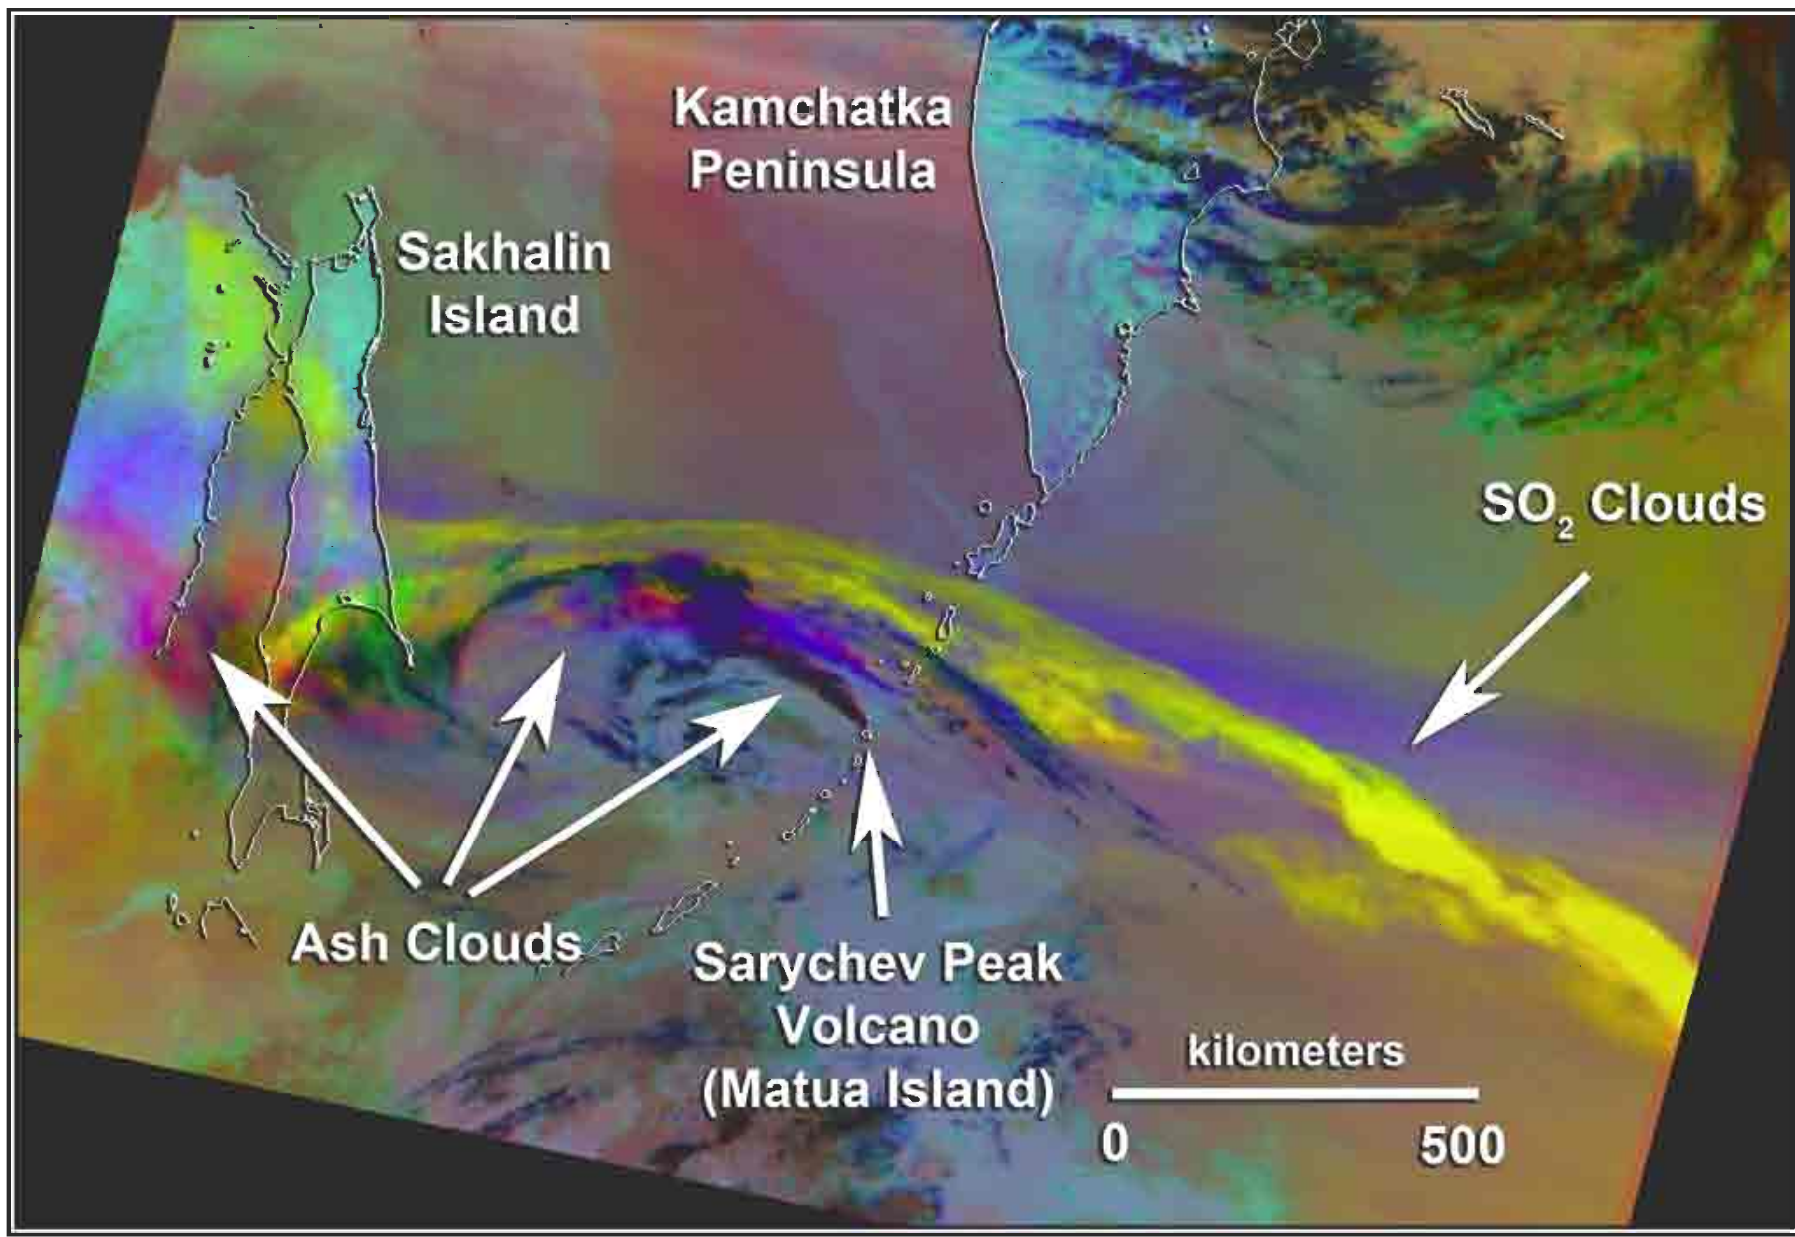 Kamchatka
Peninsula
Sakhalin
Island
SO₂ Clouds
Ash Clouds
Sarychev Peak
Volcano
(Matua Island)
kilometers
0 500